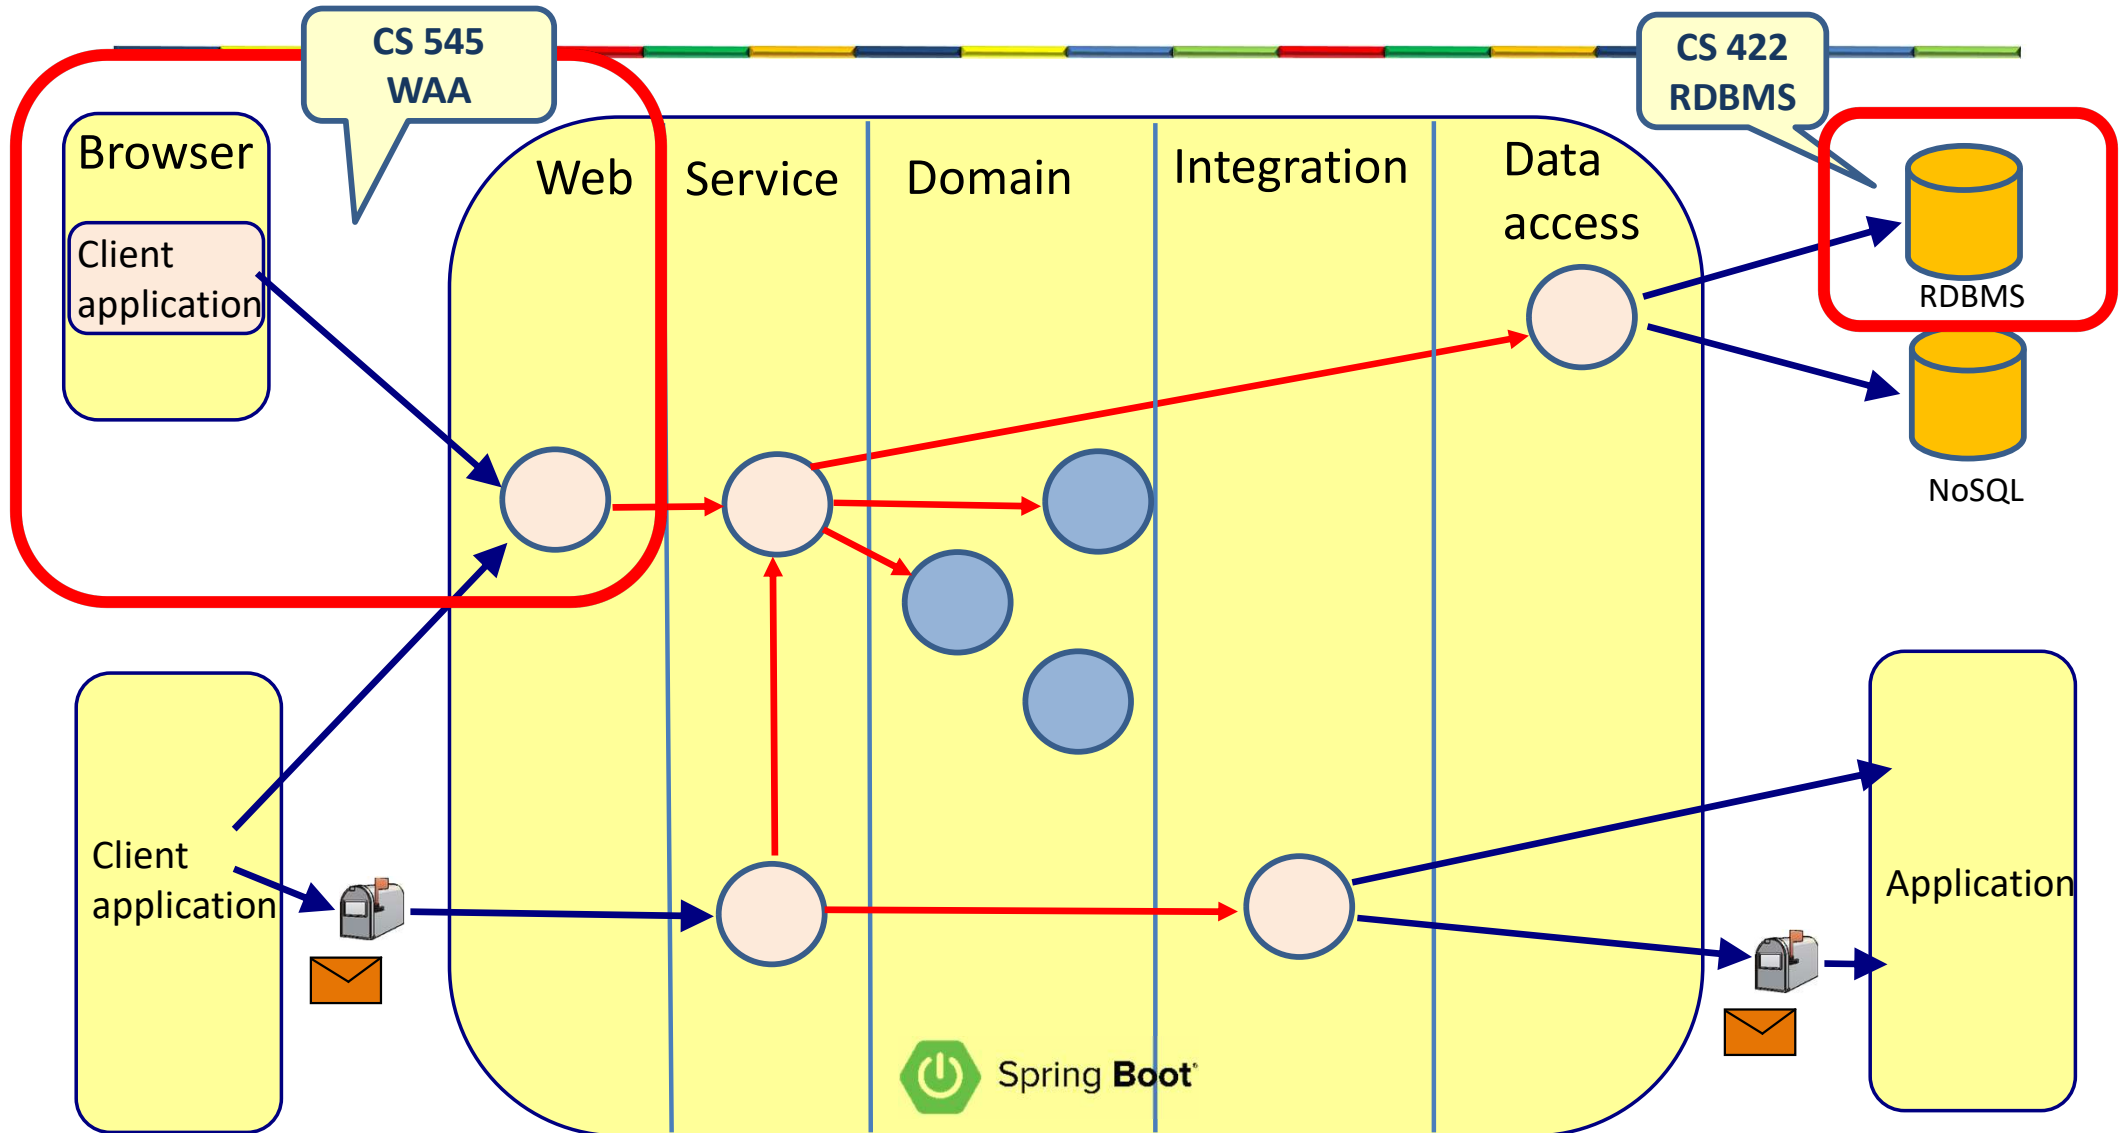 CS 545
WAA
CS 422
RDBMS
Browser
Client
application
Web
Service
Domain
Integration
Data
access
RDBMS
NoSQL
Client
application
Application
Spring Boot